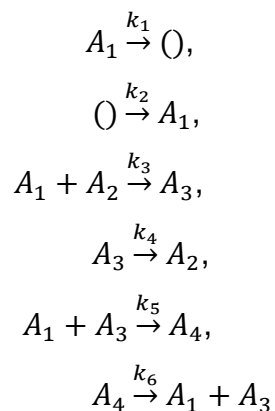 A₁ →k₁ (),
() →k₂ A₁,
A₁ + A₂ →k₃ A₃,
A₃ →k₄ A₂,
A₁ + A₃ →k₅ A₄,
A₄ →k₆ A₁ + A₃